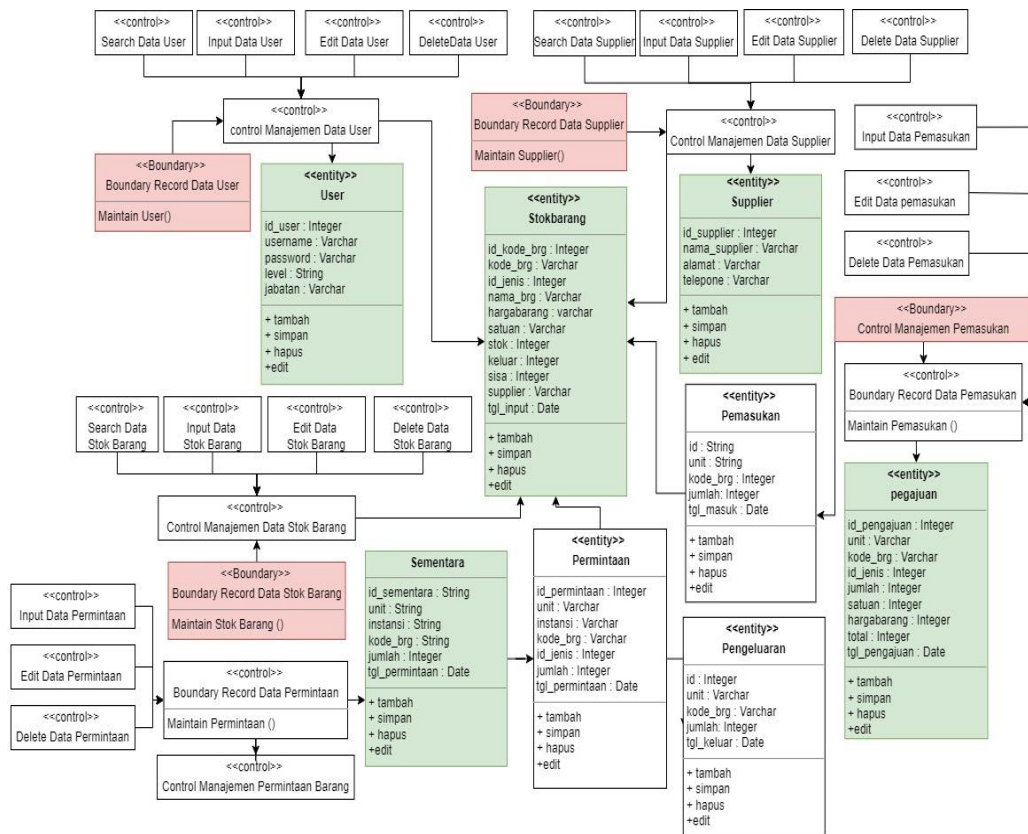 <<control>>
Search Data User
<<control>>
Input Data User
<<control>>
Edit Data User
<<control>>
DeleteData User
<<control>>
Search Data Supplier
<<control>>
Input Data Supplier
<<control>>
Edit Data Supplier
<<control>>
Delete Data Supplier
<<control>>
control Manajemen Data User
<<Boundary>>
Boundary Record Data Supplier
Maintain Supplier()
<<control>>
Control Manajemen Data Supplier
<<control>>
Input Data Pemasukan
<<control>>
Edit Data pemasukan
<<control>>
Delete Data Pemasukan
<<Boundary>>
Boundary Record Data User
Maintain User()
<<entity>>
User
id_user : Integer
username : Varchar
password : Varchar
level : String
jabatan : Varchar
+ tambah
+ simpan
+ hapus
+edit
<<entity>>
Stokbarang
id_kode_brg : Integer
kode_brg : Varchar
id_jenis : Integer
nama_brg : Varchar
hargabarang : varchar
satuan : Varchar
stok : Integer
keluar : Integer
sisa : Integer
supplier : Varchar
tgl_input : Date
+ tambah
+ simpan
+ hapus
+edit
<<entity>>
Supplier
id_supplier : Integer
nama_supplier : Varchar
alamat : Varchar
telepone : Varchar
+ tambah
+ simpan
+ hapus
+ edit
<<Boundary>>
Control Manajemen Pemasukan
<<control>>
Boundary Record Data Pemasukan
Maintain Pemasukan ()
<<entity>>
Pemasukan
id : String
unit : String
kode_brg : Integer
jumlah: Integer
tgl_masuk : Date
+ tambah
+ simpan
+ hapus
+edit
<<entity>>
pegajuan
id_pengajuan : Integer
unit : Varchar
kode_brg : Varchar
id_jenis : Integer
jumlah : Integer
satuan : Integer
hargabarang : Integer
total : Integer
tgl_pengajuan : Date
+ tambah
+ simpan
+ hapus
+edit
<<control>>
Search Data
Stok Barang
<<control>>
Input Data
Stok Barang
<<control>>
Edit Data
Stok Barang
<<control>>
Delete Data
Stok Barang
<<control>>
Control Manajemen Data Stok Barang
<<Boundary>>
Boundary Record Data Stok Barang
Maintain Stok Barang ()
<<control>>
Input Data Permintaan
<<control>>
Edit Data Permintaan
<<control>>
Delete Data Permintaan
<<control>>
Boundary Record Data Permintaan
Maintain Permintaan ()
<<control>>
Control Manajemen Permintaan Barang
<<entity>>
Sementara
id_sementara : String
unit : String
instansi : String
kode_brg : String
jumlah : Integer
tgl_permintaan : Date
+ tambah
+ simpan
+ hapus
+edit
<<entity>>
Permintaan
id_permintaan : Integer
unit : Varchar
instansi : Varchar
kode_brg : Varchar
id_jenis : Integer
jumlah : Integer
tgl_permintaan : Date
+ tambah
+ simpan
+ hapus
+edit
<<entity>>
Pengeluaran
id : Integer
unit : Varchar
kode_brg : Varchar
jumlah: Integer
tgl_keluar : Date
+ tambah
+ simpan
+ hapus
+edit